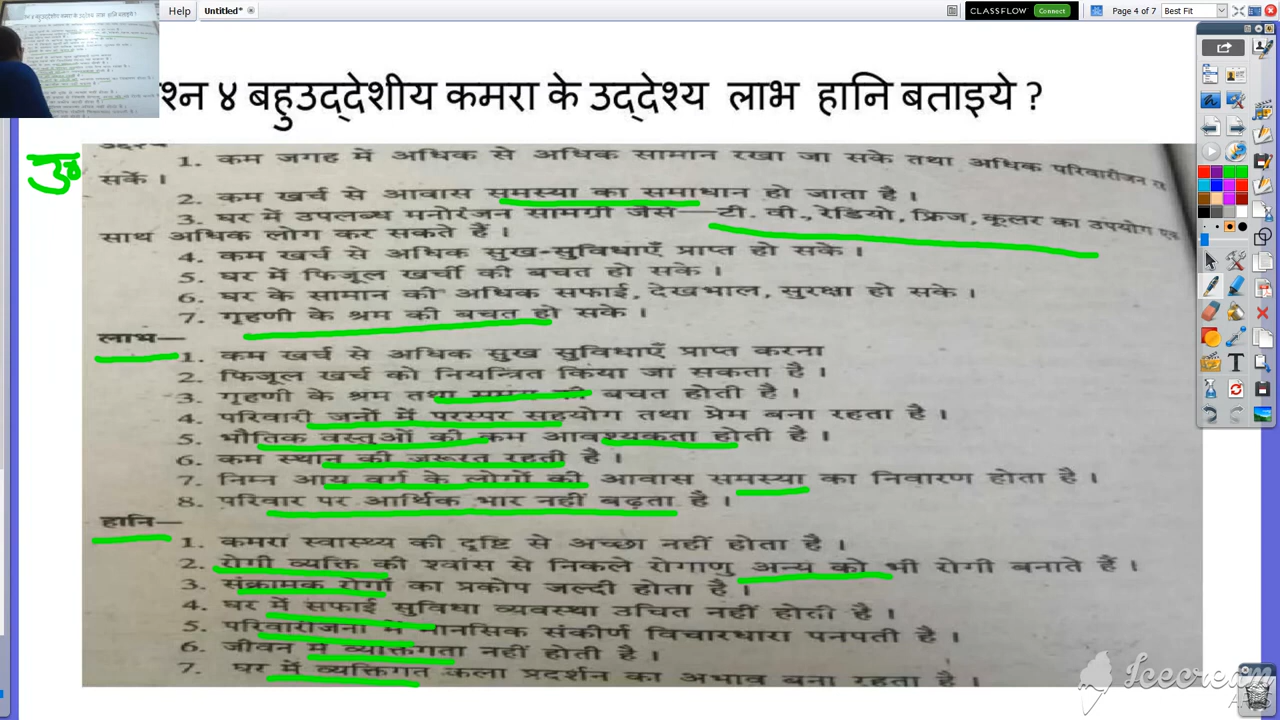 Help Untitled* CLASSFLOW Connect Page 4 of 7 Best Fit
श्न ४ बहुउद्देशीय कमरा के उद्देश्य लाभ हानि बताइये ?
1. कम जगह में अधिक से अधिक सामान रखा जा सके तथा अधिक परिवारीजन रह
सकें।
2. कम खर्च से आवास समस्या का समाधान हो जाता है।
3. घर में उपलब्ध मनोरंजन सामग्री जैसे—टी. वी., रेडियो, फ्रिज, कूलर का उपयोग एक
साथ अधिक लोग कर सकते हैं।
4. कम खर्च से अधिक सुख-सुविधाएँ प्राप्त हो सके।
5. घर में फिजूल खर्ची की बचत हो सके।
6. घर के सामान की अधिक सफाई, देखभाल, सुरक्षा हो सके।
7. गृहणी के श्रम की बचत हो सके।
लाभ—
1. कम खर्च से अधिक सुख सुविधाएँ प्राप्त करना
2. फिजूल खर्च को नियन्त्रित किया जा सकता है।
3. गृहणी के श्रम तथा की बचत होती है।
4. परिवारी जनों में परस्पर सहयोग तथा प्रेम बना रहता है।
5. भौतिक वस्तुओं की कम आवश्यकता होती है।
6. कम स्थान की जरूरत रहती है।
7. निम्न आय वर्ग के लोगों की आवास समस्या का निवारण होता है।
8. परिवार पर आर्थिक भार नहीं बढ़ता है।
हानि—
1. कमरा स्वास्थ्य की दृष्टि से अच्छा नहीं होता है।
2. रोगी व्यक्ति की श्वांस से निकले रोगाणु अन्य को भी रोगी बनाते हैं।
3. संक्रामक रोगों का प्रकोप जल्दी होता है।
4. घर में सफाई सुविधा व्यवस्था उचित नहीं होती है।
5. परिवारीजनों में मानसिक संकीर्ण विचारधारा पनपती है।
6. जीवन में व्यक्तिगता नहीं होती है।
7. घर में व्यक्तिगत कला प्रदर्शन का अभाव बना रहता है।
Icecream
APPS